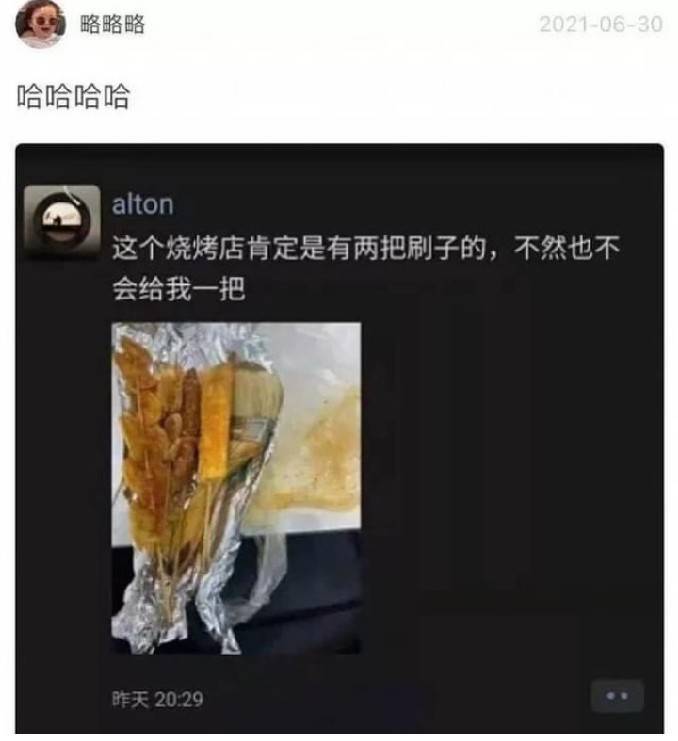 略略略
2021-06-30
哈哈哈哈
alton
这个烧烤店肯定是有两把刷子的，不然也不
会给我一把
昨天 20:29